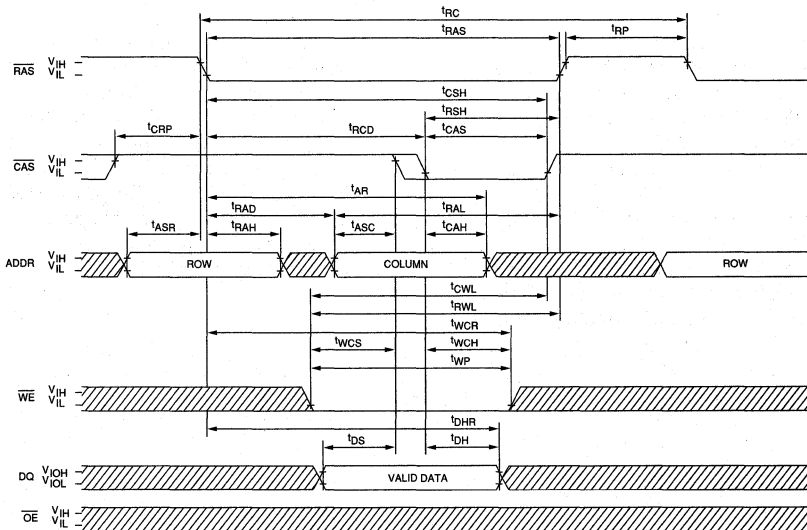 tRC
tRAS
tRP
RAS VIH
VIL
tCSH
tRSH
tCRP
tRCD
tCAS
CAS VIH
VIL
tAR
tRAD
tRAL
tASR
tRAH
tASC
tCAH
ADDR VIH
VIL
ROW
COLUMN
ROW
tCWL
tRWL
tWCR
tWCS
tWCH
tWP
WE VIH
VIL
tDHR
tDS
tDH
DQ VIOH
VIOL
VALID DATA
OE VIH
VIL